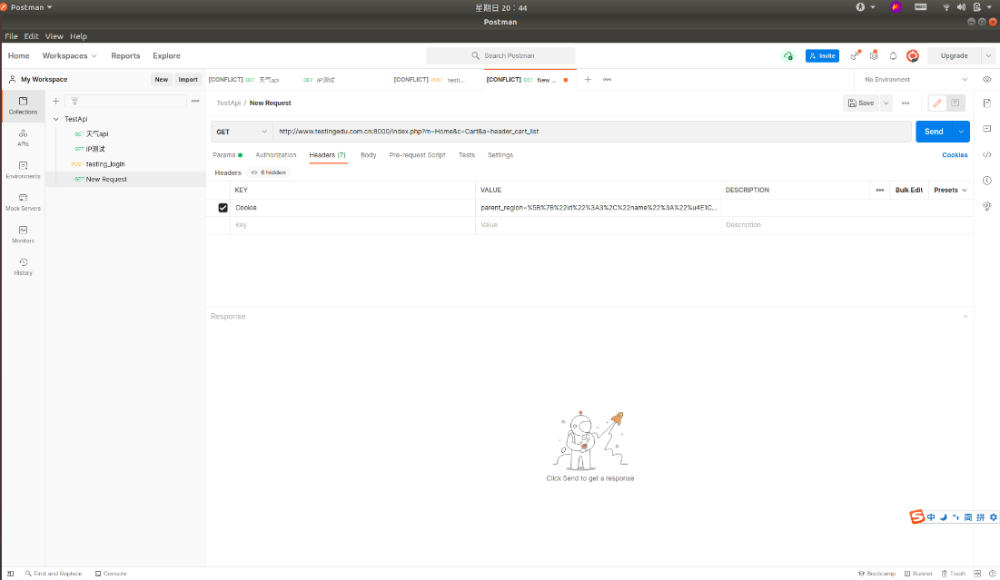 Postman
星期日 20：44
Postman
File Edit View Help
Home Workspaces Reports Explore
Search Postman
Invite
Upgrade
My Workspace
New Import
[CONFLICT] GET 天气api
GET IP测试
[CONFLICT] POST testi...
[CONFLICT] GET New ...
No Environment
Collections
APIs
Environments
Mock Servers
Monitors
History
TestApi
GET 天气api
GET IP测试
POST testing_login
GET New Request
TestApi / New Request
Save
GET
http://www.testingedu.com.cn:8000/index.php?m=Home&c=Cart&a=header_cart_list
Send
Params Authorization Headers (7) Body Pre-request Script Tests Settings
Cookies
Headers 6 hidden
KEY VALUE DESCRIPTION
Bulk Edit Presets
Cookie parent_region=%5B%7B%22id%22%3A3%2C%22name%22%3A%22%u4E1C...
Key Value Description
Response
Click Send to get a response
S 中 简 拼
Find and Replace Console
Bootcamp Runner Trash